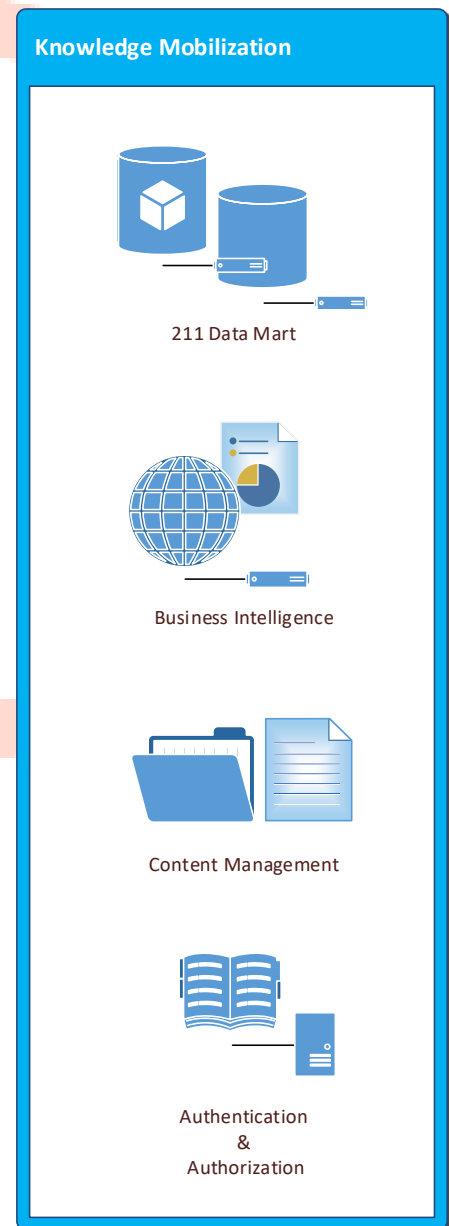 Knowledge Mobilization
211 Data Mart
Business Intelligence
Content Management
Authentication
&
Authorization